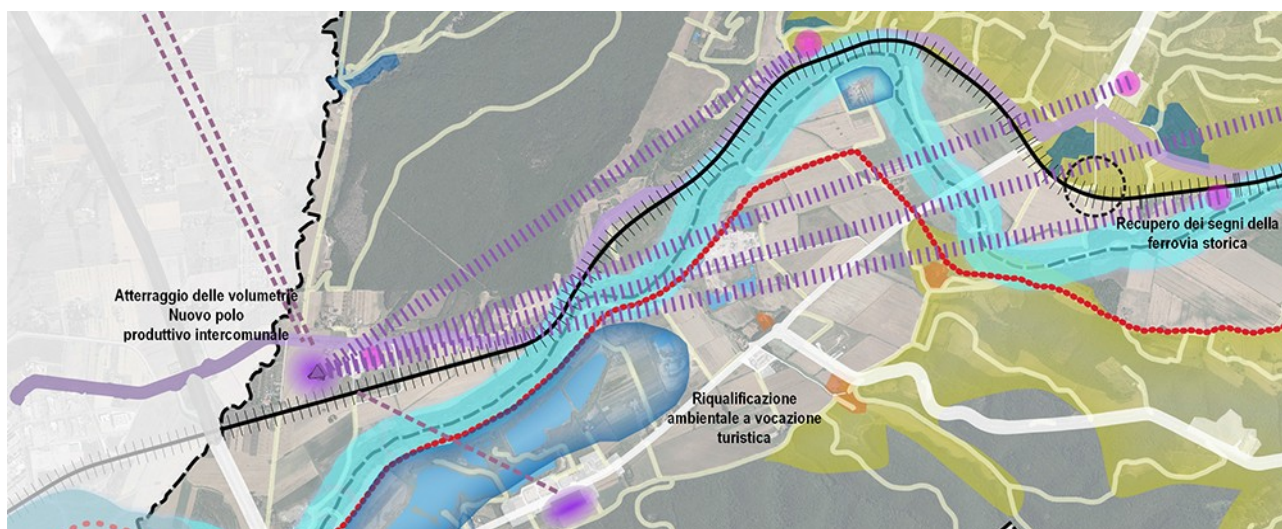 Atterraggio delle volumetrie
Nuovo polo
produttivo intercomunale
Riqualificazione
ambientale a vocazione
turistica
Recupero dei segni della
ferrovia storica